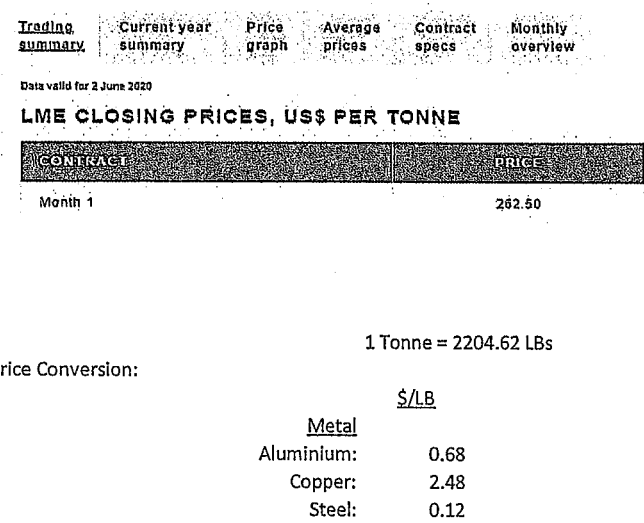 Trading summary
Current year summary
Price graph
Average prices
Contract specs
Monthly overview
Data valid for 2 June 2020
LME CLOSING PRICES, US$ PER TONNE
CONTRACT PRICE
Month 1 262.50
1 Tonne = 2204.62 LBs
rice Conversion:
$/LB
Metal
Aluminium: 0.68
Copper: 2.48
Steel: 0.12